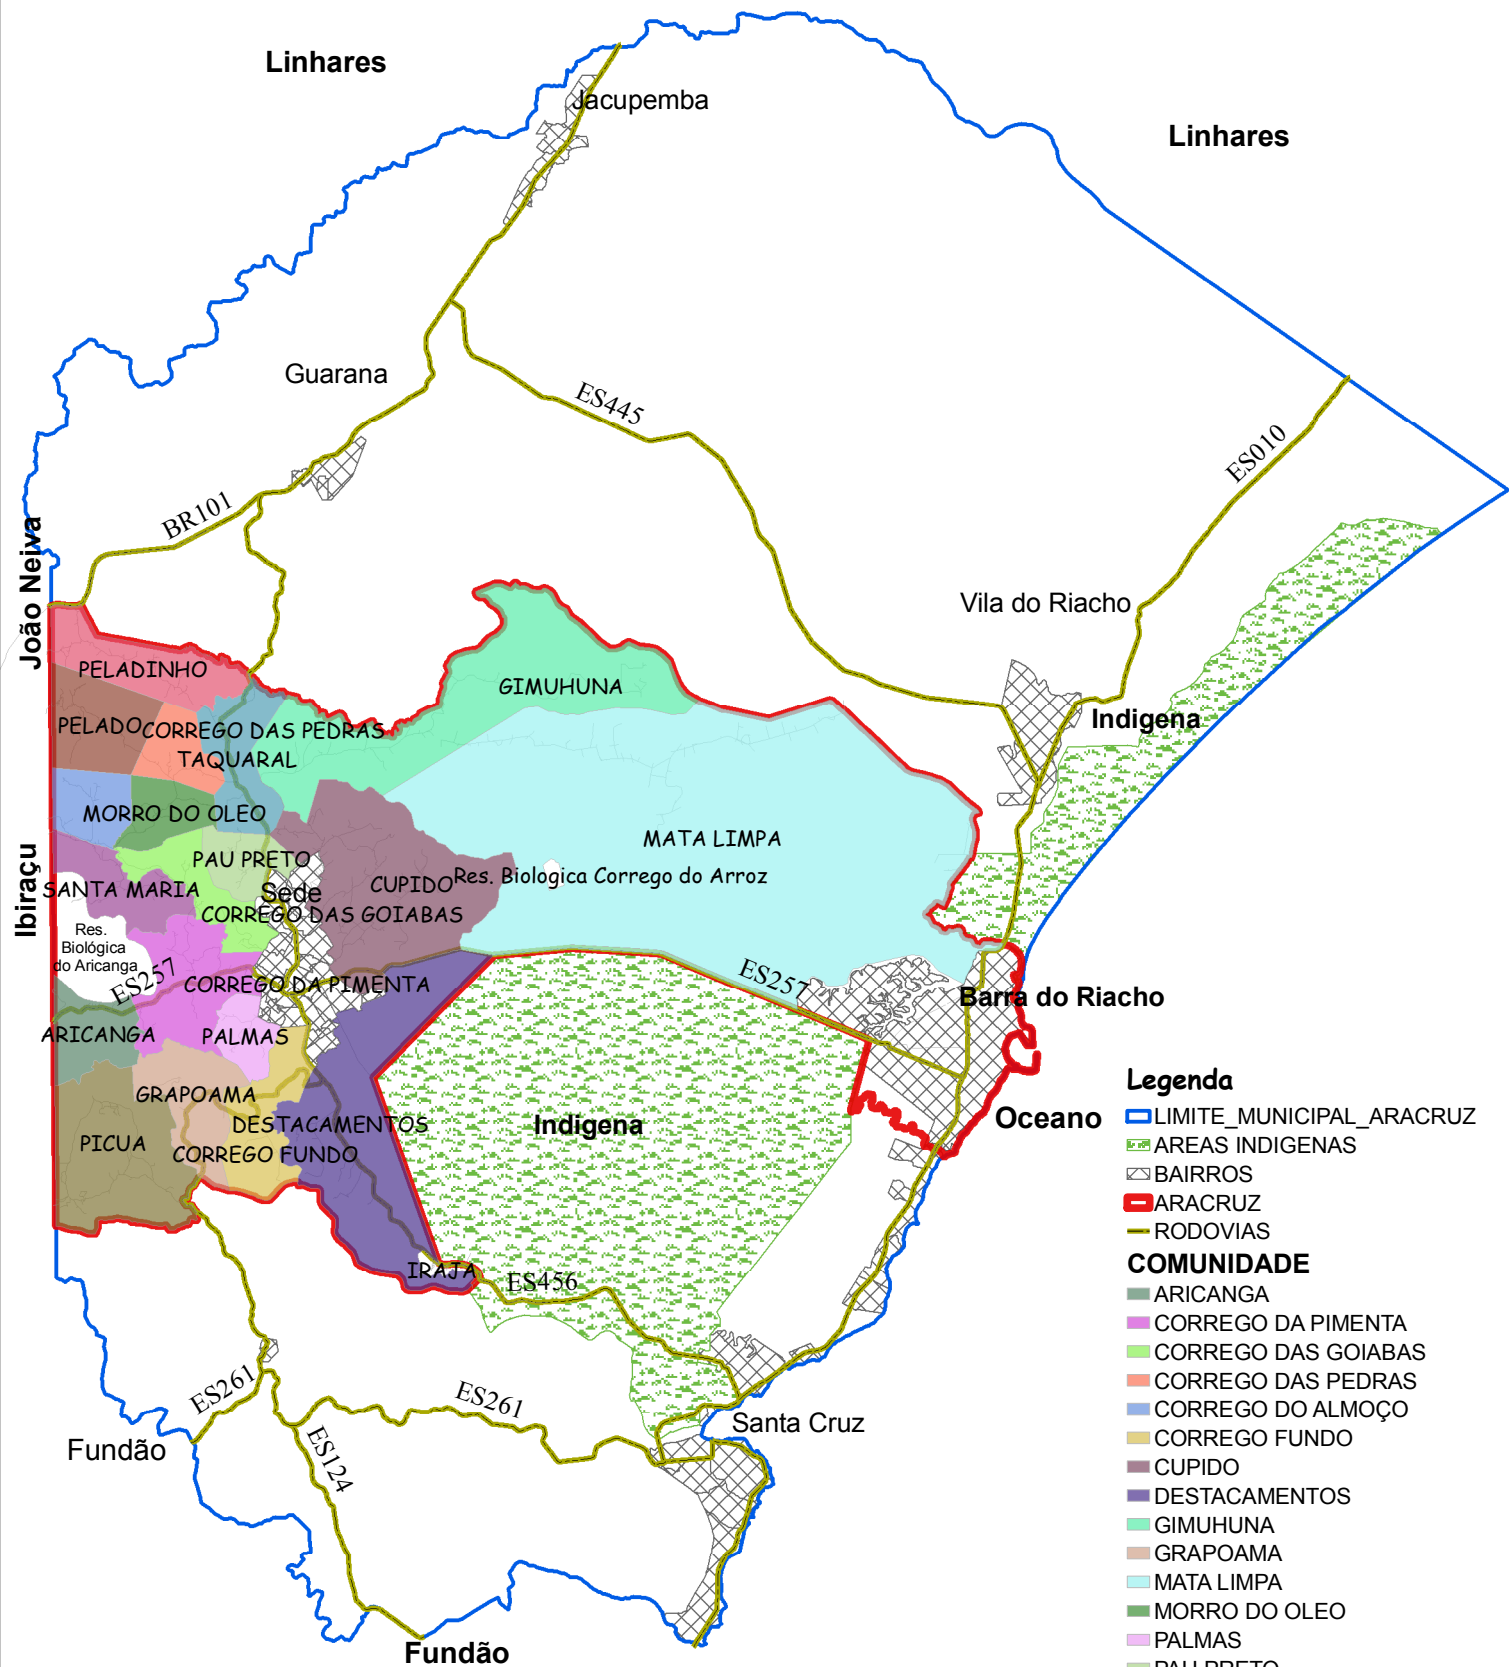 Linhares
Jacupemba
Linhares
Guarana
ES445
ES010
BR101
João Neiva
Vila do Riacho
PELADINHO
GIMUHUNA
Indigena
PELADO
CORREGO DAS PEDRAS
TAQUARAL
MORRO DO OLEO
MATA LIMPA
PAU PRETO
Ibiraçu
SANTA MARIA
Sede
CUPIDO
Res. Biologica Corrego do Arroz
CORREGO DAS GOIABAS
Res.
Biológica
do Aricanga
ES257
CORREGO DA PIMENTA
ES257
Barra do Riacho
ARICANGA
PALMAS
GRAPOAMA
DESTACAMENTOS
Indigena
Oceano
PICUA
CORREGO FUNDO
IRAJA
ES456
ES261
ES261
Santa Cruz
Fundão
ES124
Fundão
Legenda
LIMITE_MUNICIPAL_ARACRUZ
AREAS INDIGENAS
BAIRROS
ARACRUZ
RODOVIAS
COMUNIDADE
ARICANGA
CORREGO DA PIMENTA
CORREGO DAS GOIABAS
CORREGO DAS PEDRAS
CORREGO DO ALMOÇO
CORREGO FUNDO
CUPIDO
DESTACAMENTOS
GIMUHUNA
GRAPOAMA
MATA LIMPA
MORRO DO OLEO
PALMAS
PAU PRETO